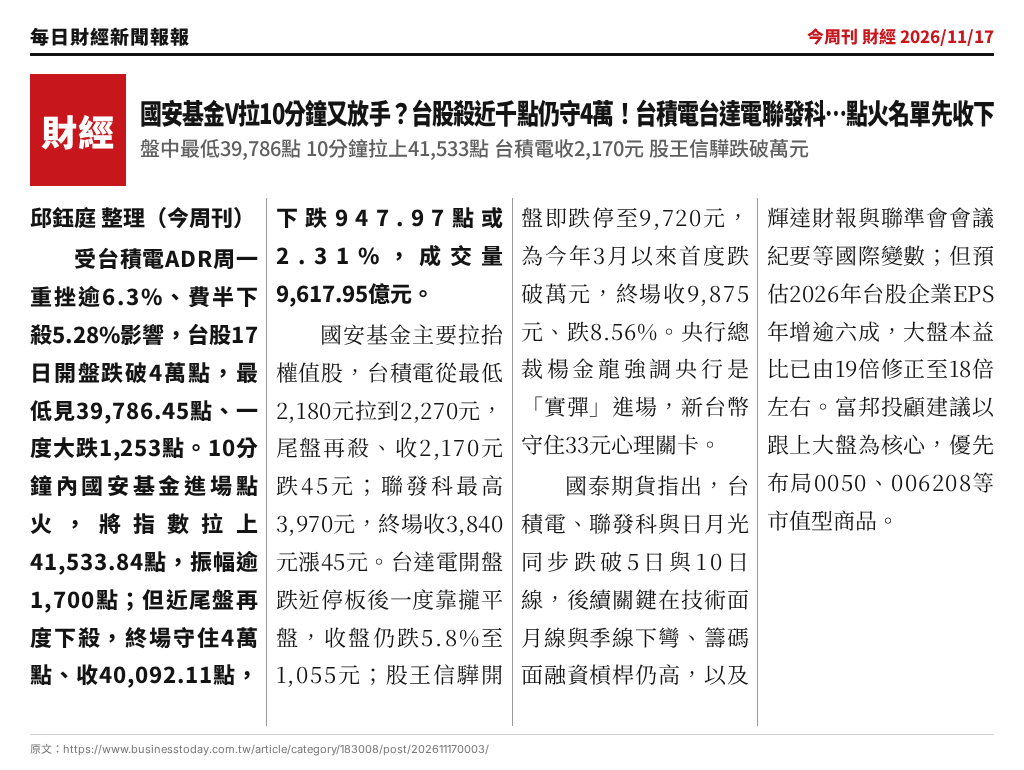 每日財經新聞報報
今周刊 財經 2026/11/17
財經
國安基金V拉10分鐘又放手？台股殺近千點仍守4萬！台積電台達電聯發科…點火名單先收下
盤中最低39,786點 10分鐘拉上41,533點 台積電收2,170元 股王信驊跌破萬元
邱鈺庭 整理（今周刊）
受台積電ADR周一
重挫逾6.3%、費半下
殺5.28%影響，台股17
日開盤跌破4萬點，最
低見39,786.45點、一
度大跌1,253點。10分
鐘內國安基金進場點
火，將指數拉上
41,533.84點，振幅逾
1,700點；但近尾盤再
度下殺，終場守住4萬
點、收40,092.11點，
下跌947.97點或
2.31%，成交量
9,617.95億元。
國安基金主要拉抬
權值股，台積電從最低
2,180元拉到2,270元，
尾盤再殺、收2,170元
跌45元；聯發科最高
3,970元，終場收3,840
元漲45元。台達電開盤
跌近停板後一度靠攏平
盤，收盤仍跌5.8%至
1,055元；股王信驊開
盤即跌停至9,720元，
為今年3月以來首度跌
破萬元，終場收9,875
元、跌8.56%。央行總
裁楊金龍強調央行是
「實彈」進場，新台幣
守住33元心理關卡。
國泰期貨指出，台
積電、聯發科與日月光
同步跌破5日與10日
線，後續關鍵在技術面
月線與季線下彎、籌碼
面融資槓桿仍高，以及
輝達財報與聯準會會議
紀要等國際變數；但預
估2026年台股企業EPS
年增逾六成，大盤本益
比已由19倍修正至18倍
左右。富邦投顧建議以
跟上大盤為核心，優先
布局0050、006208等
市值型商品。
原文：https://www.businesstoday.com.tw/article/category/183008/post/202611170003/